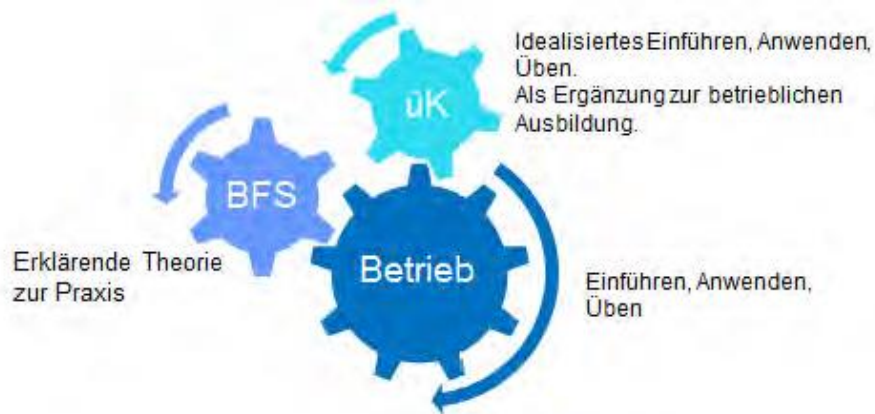 Idealisiertes Einführen, Anwenden,
Üben.
Als Ergänzung zur betrieblichen
Ausbildung.
üK
BFS
Erklärende Theorie
zur Praxis
Betrieb
Einführen, Anwenden,
Üben